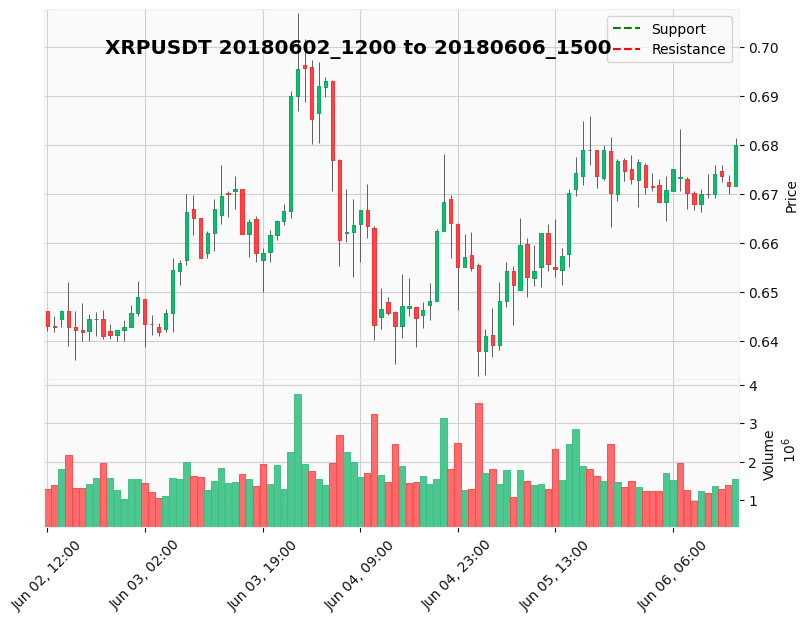 XRPUSDT 20180602_1200 to 20180606_1500
Support
Resistance
0.70
0.69
0.68
0.67
0.66
0.65
0.64
Price
4
3
2
1
Volume
10^6
Jun 02, 12:00
Jun 03, 02:00
Jun 03, 19:00
Jun 04, 09:00
Jun 04, 23:00
Jun 05, 13:00
Jun 06, 06:00